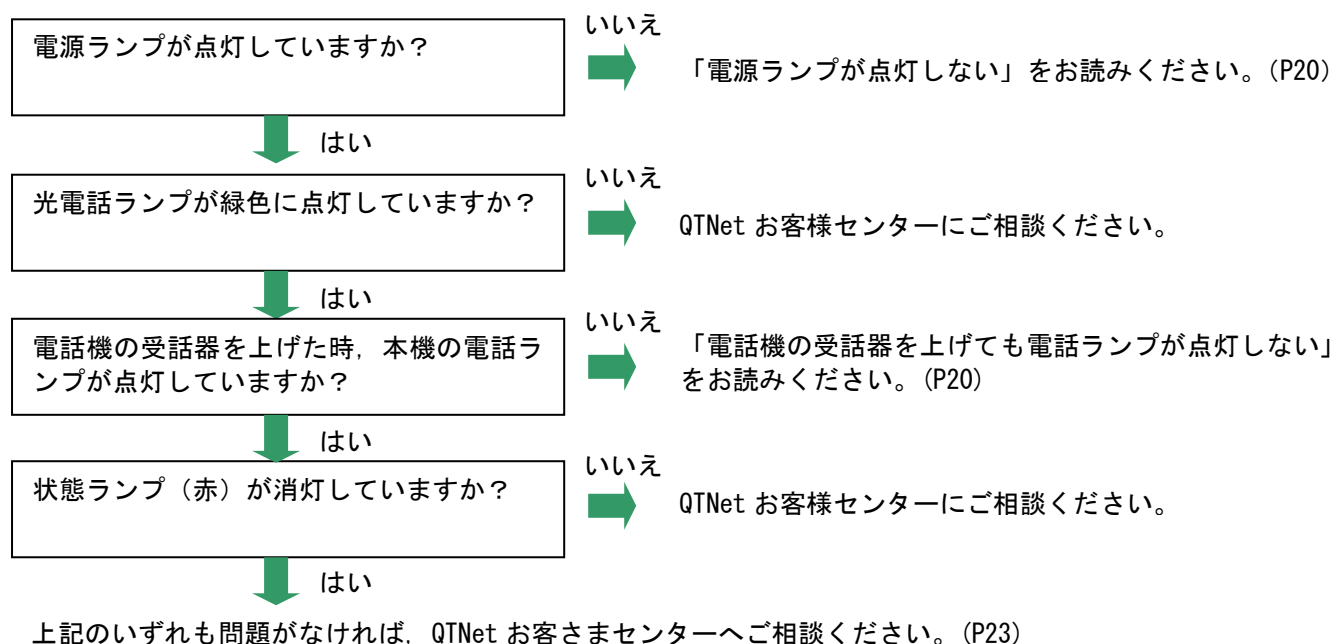 いいえ
電源ランプが点灯していますか？
「電源ランプが点灯しない」をお読みください。(P20)
はい
いいえ
光電話ランプが緑色に点灯していますか？
QTNet お客様センターにご相談ください。
はい
いいえ
電話機の受話器を上げた時，本機の電話ラ
ンプが点灯していますか？
「電話機の受話器を上げても電話ランプが点灯しない」
をお読みください。(P20)
はい
いいえ
状態ランプ（赤）が消灯していますか？
QTNet お客様センターにご相談ください。
はい
上記のいずれも問題がなければ，QTNet お客さまセンターへご相談ください。(P23)